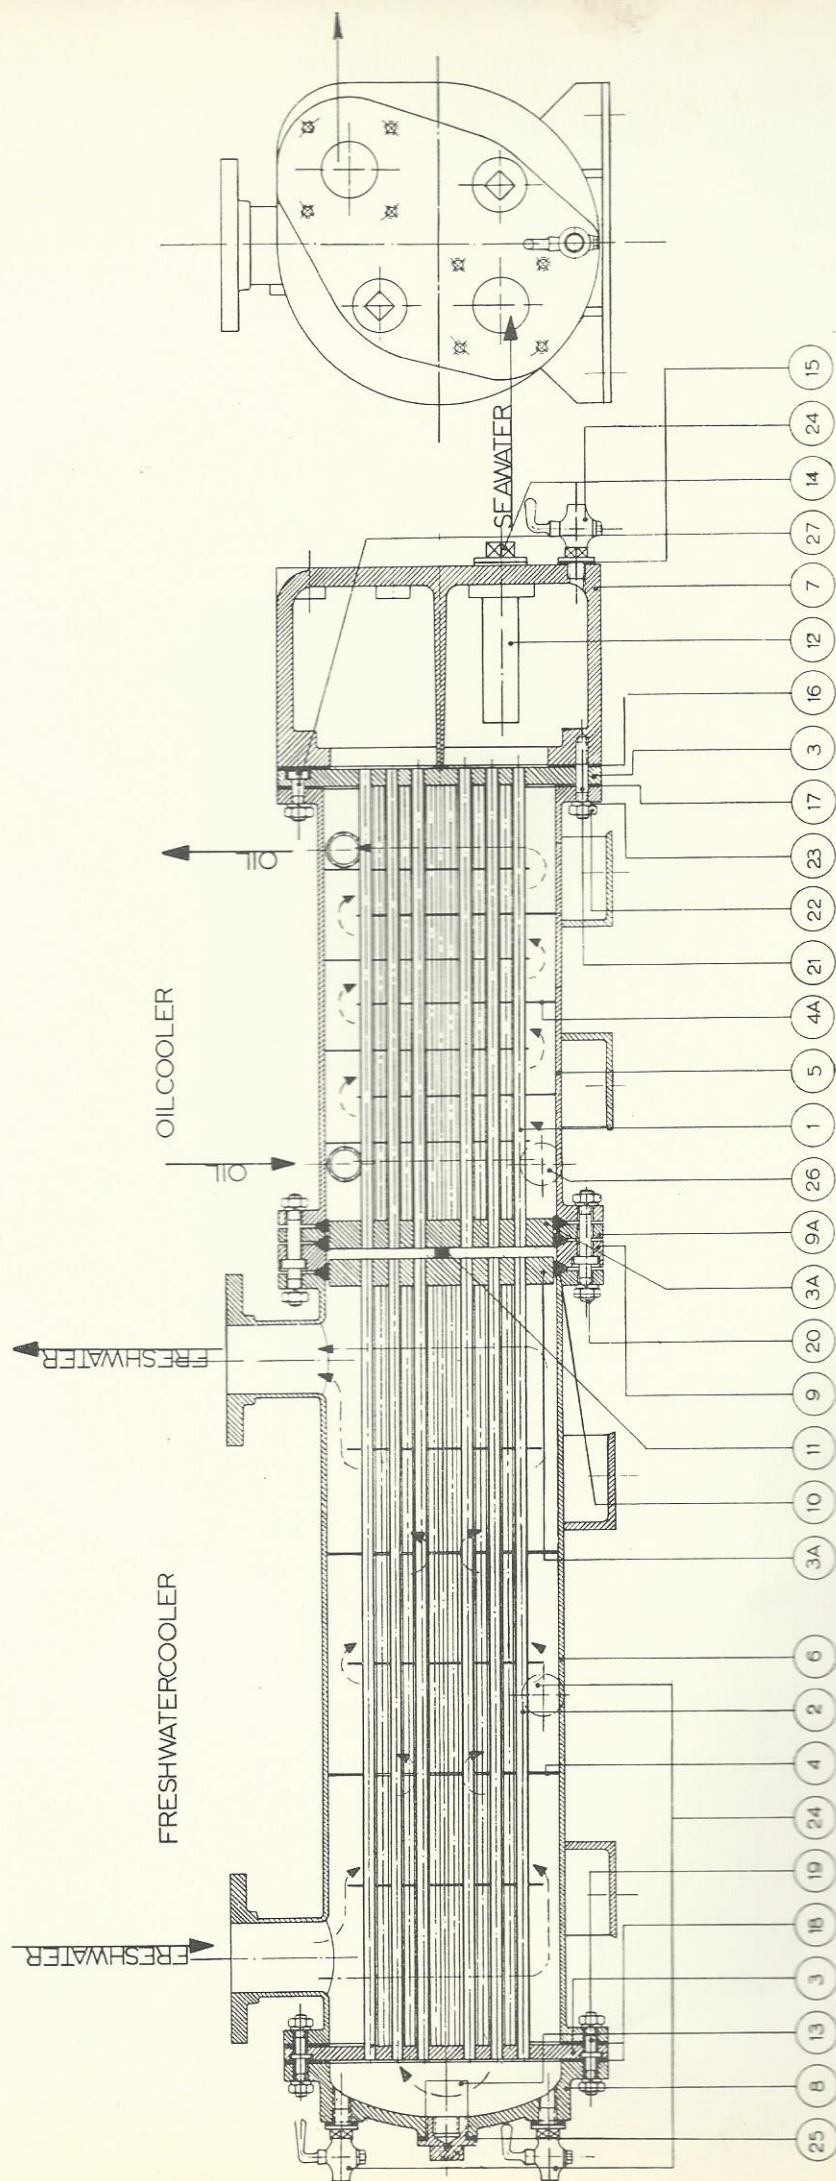 SEAWATER
OILCOOLER
OIL
OIL
FRESHWATERCOOLER
FRESHWATER
FRESHWATER
15
24
14
27
7
12
16
3
17
23
22
21
4A
5
1
26
9A
3A
20
9
11
10
3A
6
2
4
24
19
18
3
13
8
25